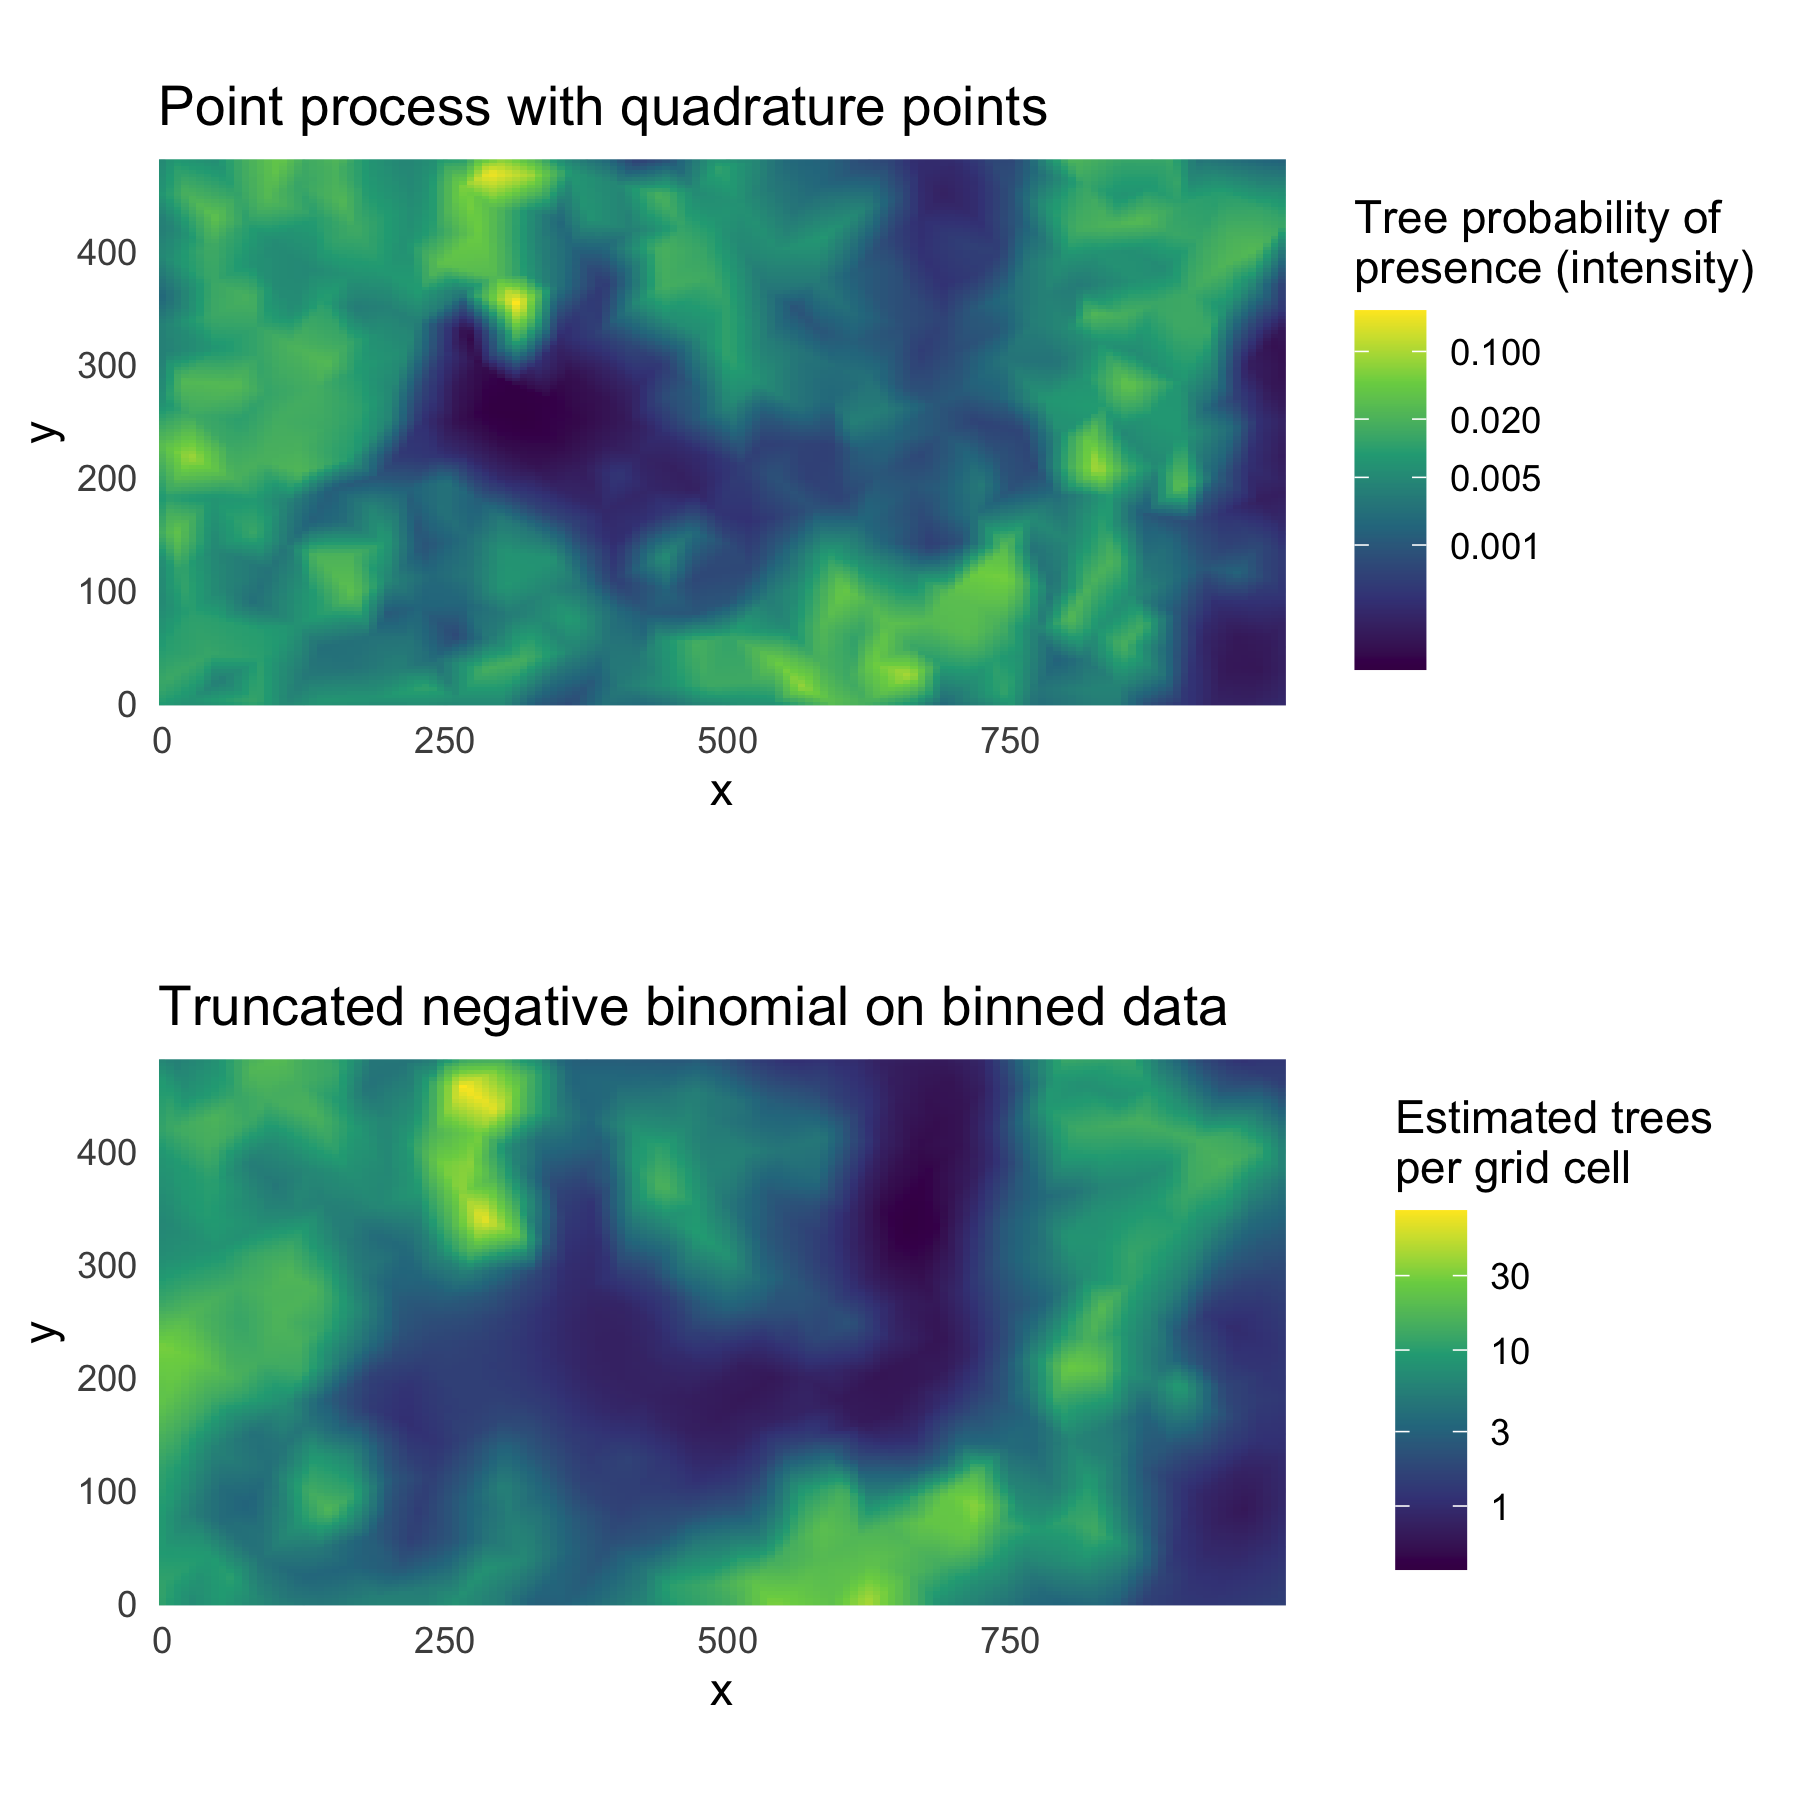 Point process with quadrature points
Tree probability of
presence (intensity)
0.100
0.020
0.005
0.001
400
300
200
100
0
y
0 250 500 750
x
Truncated negative binomial on binned data
Estimated trees
per grid cell
30
10
3
1
400
300
200
100
0
y
0 250 500 750
x